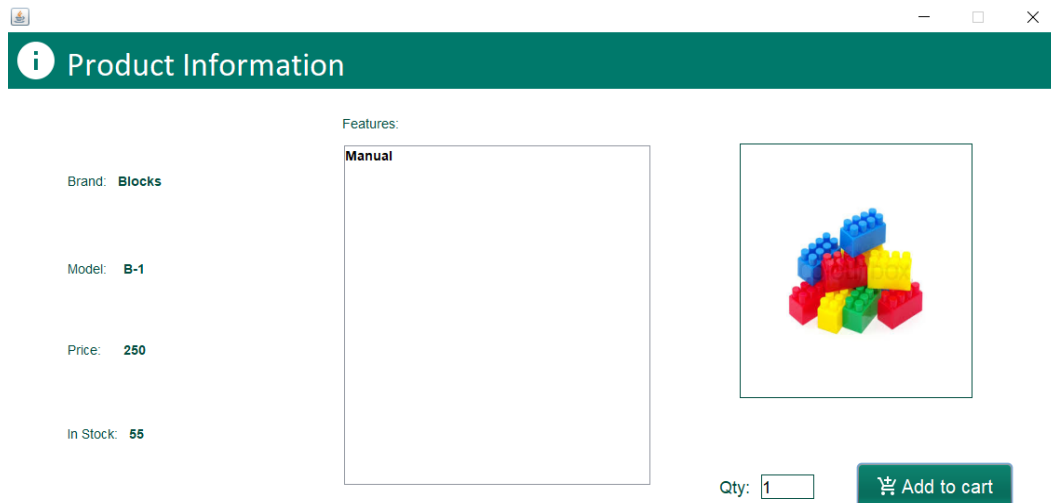 Product Information
Features:
Manual
Brand: Blocks
Model: B-1
Price: 250
In Stock: 55
Qty: 1
Add to cart